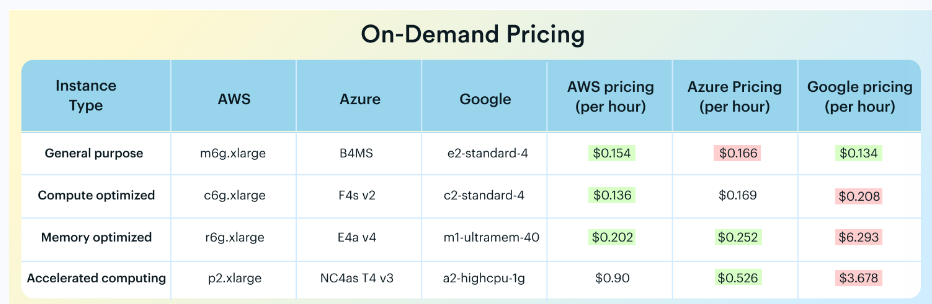 On-Demand Pricing
Instance Type AWS Azure Google AWS pricing (per hour) Azure Pricing (per hour) Google pricing (per hour)
General purpose m6g.xlarge B4MS e2-standard-4 $0.154 $0.166 $0.134
Compute optimized c6g.xlarge F4s v2 c2-standard-4 $0.136 $0.169 $0.208
Memory optimized r6g.xlarge E4a v4 m1-ultramem-40 $0.202 $0.252 $6.293
Accelerated computing p2.xlarge NC4as T4 v3 a2-highcpu-1g $0.90 $0.526 $3.678